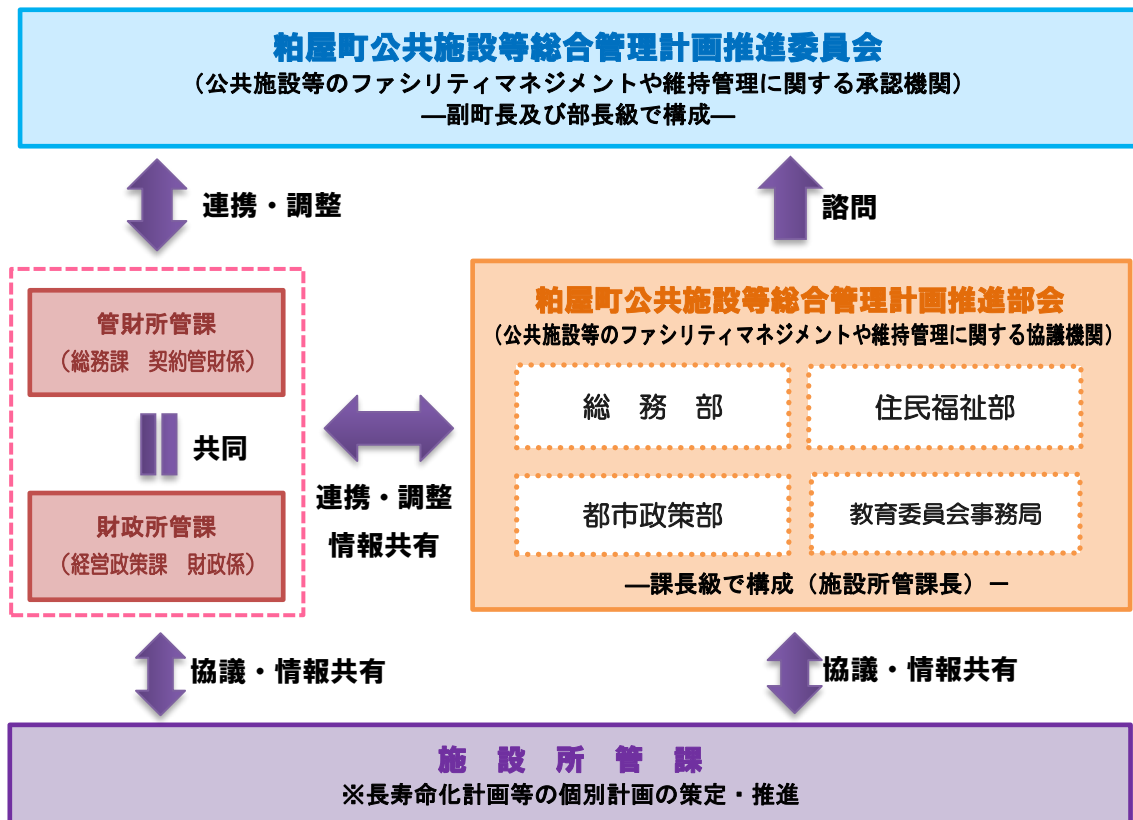 粕屋町公共施設等総合管理計画推進委員会
（公共施設等のファシリティマネジメントや維持管理に関する承認機関）
―副町長及び部長級で構成―
連携・調整
諮問
管財所管課
（総務課　契約管財係）
共同
財政所管課
（経営政策課　財政係）
連携・調整
情報共有
粕屋町公共施設等総合管理計画推進部会
（公共施設等のファシリティマネジメントや維持管理に関する協議機関）
総　務　部
住民福祉部
都市政策部
教育委員会事務局
―課長級で構成（施設所管課長）－
協議・情報共有
協議・情報共有
施　設　所　管　課
※長寿命化計画等の個別計画の策定・推進